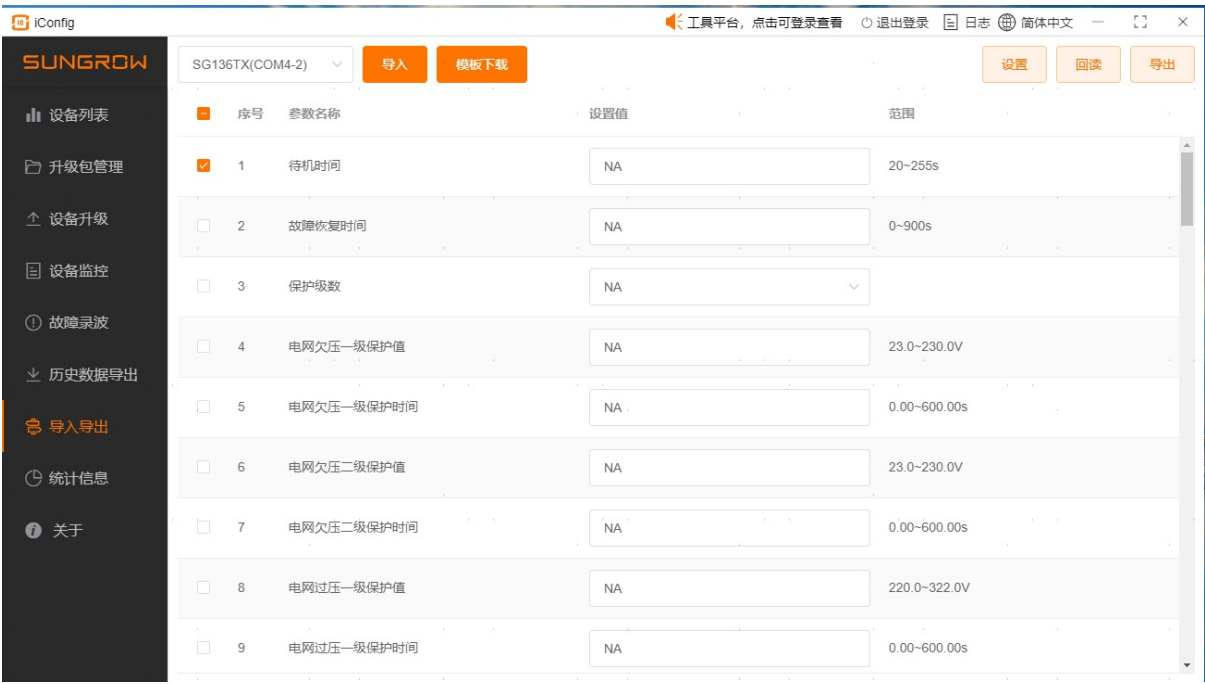 iConfig 工具平台，点击可登录查看 退出登录 日志 简体中文
SUNGROW SG136TX(COM4-2) 导入 模板下载 设置 回读 导出
设备列表 序号 参数名称 设置值 范围
升级包管理 1 待机时间 NA 20~255s
设备升级 2 故障恢复时间 NA 0~900s
设备监控 3 保护级数 NA
故障录波 4 电网欠压一级保护值 NA 23.0~230.0V
历史数据导出
导入导出 5 电网欠压一级保护时间 NA 0.00~600.00s
统计信息 6 电网欠压二级保护值 NA 23.0~230.0V
关于 7 电网欠压二级保护时间 NA 0.00~600.00s
8 电网过压一级保护值 NA 220.0~322.0V
9 电网过压一级保护时间 NA 0.00~600.00s